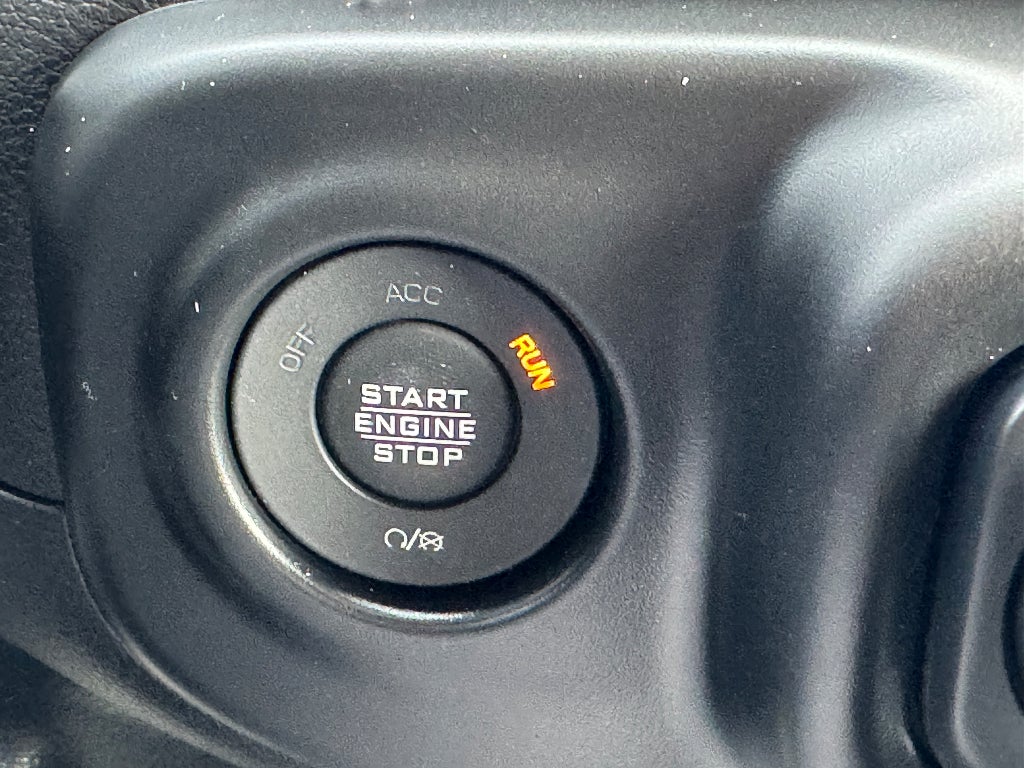 ACC
OFF
RUN
START
ENGINE
STOP